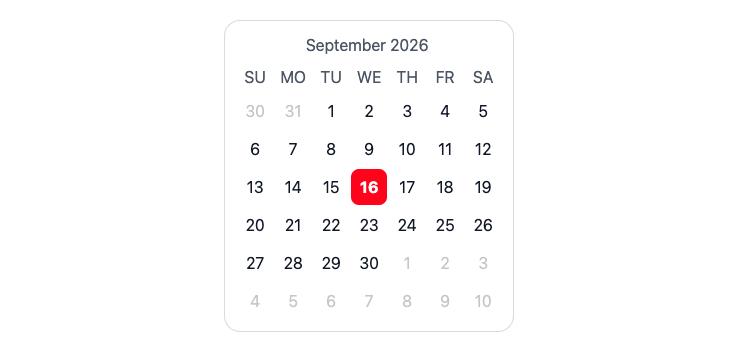 September 2026
SU MO TU WE TH FR SA
30 31 1 2 3 4 5
6 7 8 9 10 11 12
13 14 15 16 17 18 19
20 21 22 23 24 25 26
27 28 29 30 1 2 3
4 5 6 7 8 9 10